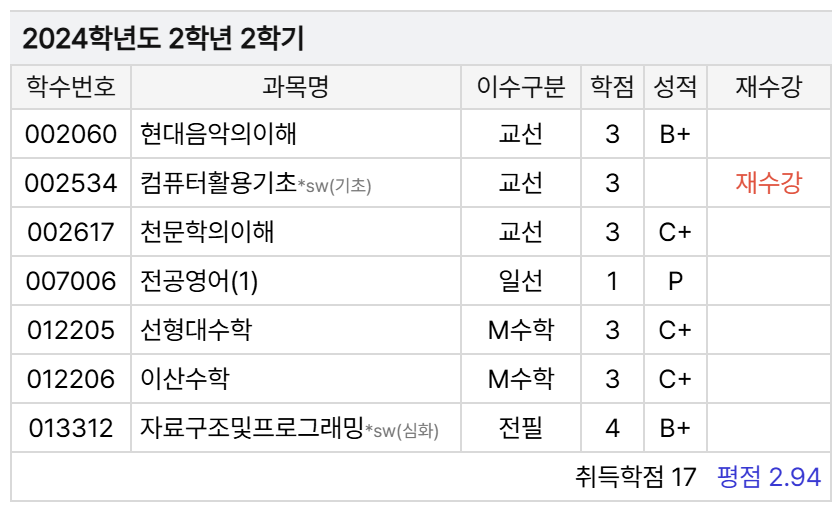 2024학년도 2학년 2학기
학수번호 과목명 이수구분 학점 성적 재수강
002060 현대음악의이해 교선 3 B+
002534 컴퓨터활용기초*sw(기초) 교선 3 재수강
002617 천문학의이해 교선 3 C+
007006 전공영어(1) 일선 1 P
012205 선형대수학 M수학 3 C+
012206 이산수학 M수학 3 C+
013312 자료구조및프로그래밍*sw(심화) 전필 4 B+
취득학점 17 평점 2.94